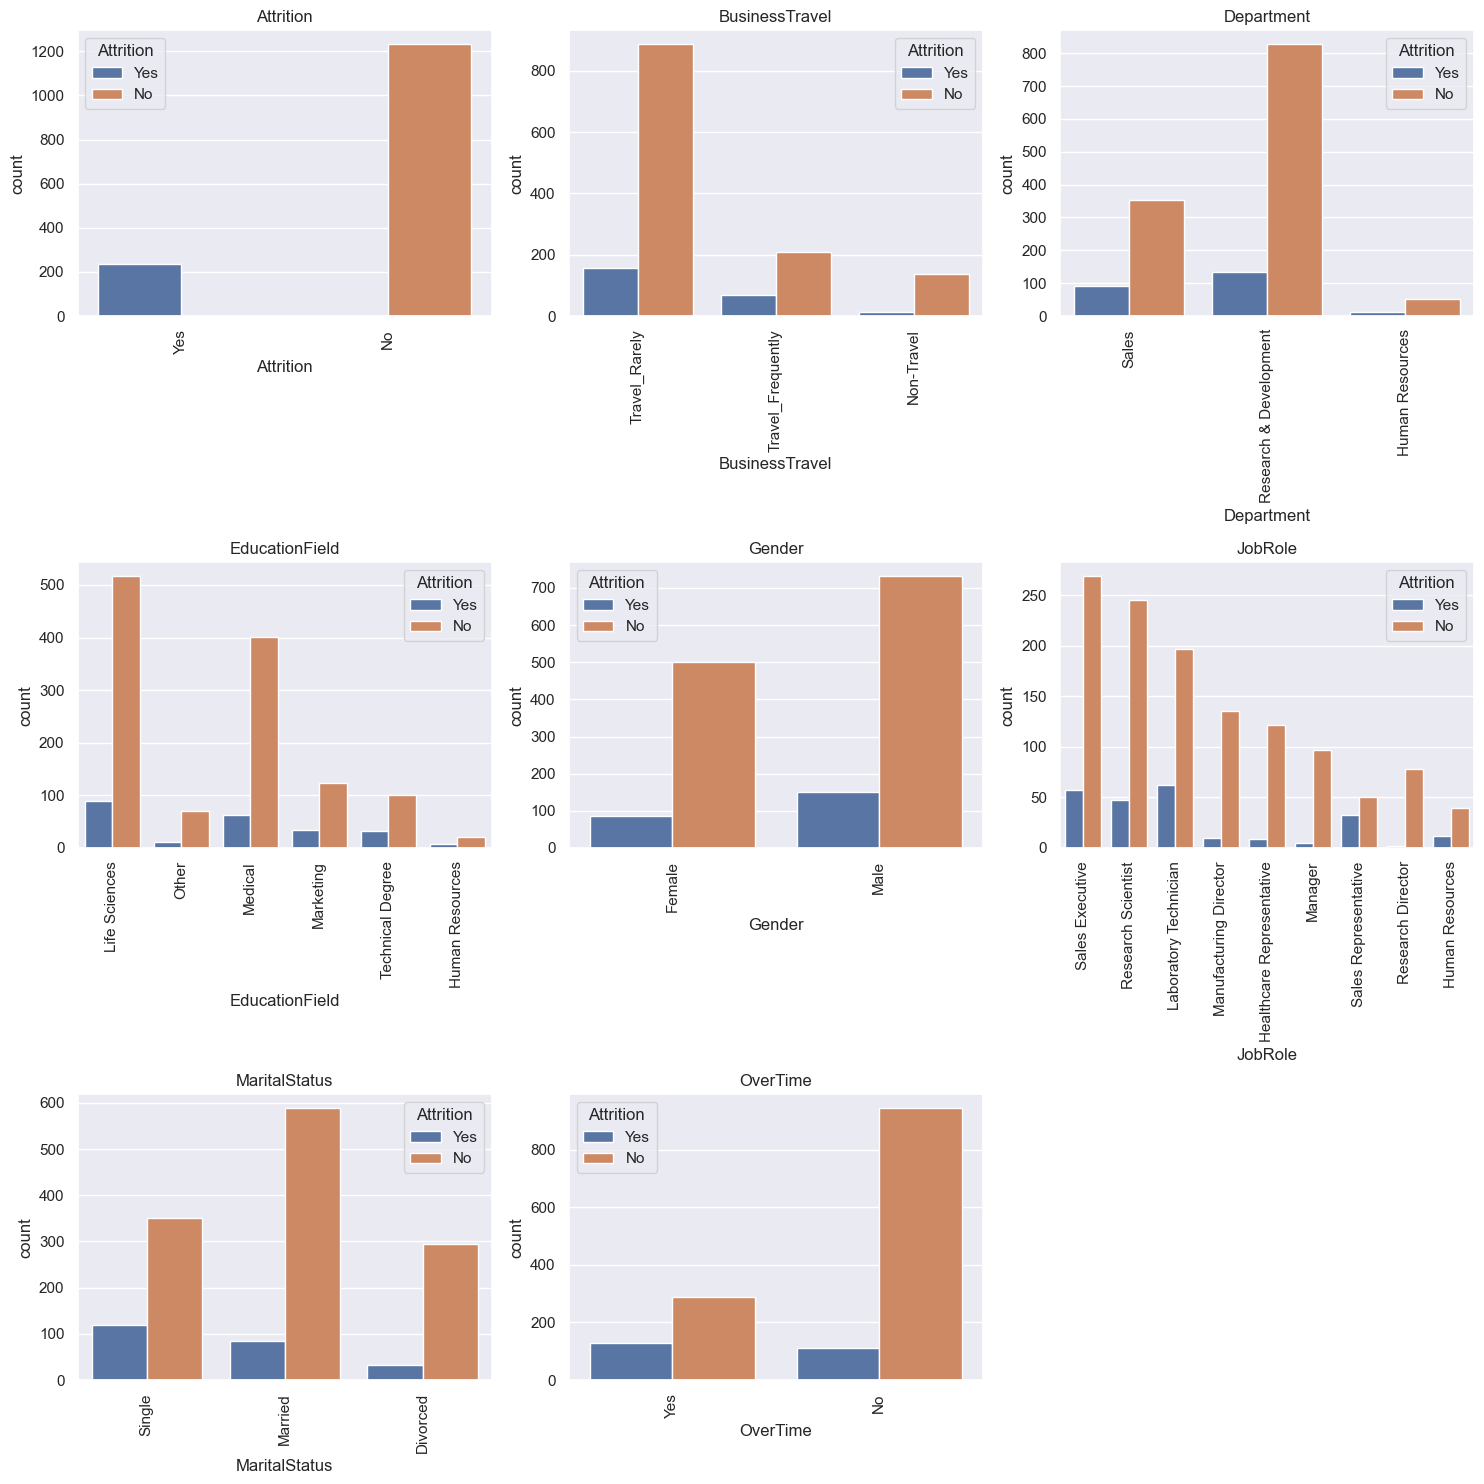 Attrition
1200
1000
800
600
400
200
0
count
Attrition
Yes
No
Yes
No
Attrition
BusinessTravel
800
600
400
200
0
count
Attrition
Yes
No
Travel_Rarely
Travel_Frequently
Non-Travel
BusinessTravel
Department
800
700
600
500
400
300
200
100
0
count
Attrition
Yes
No
Sales
Research & Development
Human Resources
Department
EducationField
500
400
300
200
100
0
count
Attrition
Yes
No
Life Sciences
Other
Medical
Marketing
Technical Degree
Human Resources
EducationField
Gender
700
600
500
400
300
200
100
0
count
Attrition
Yes
No
Female
Male
Gender
JobRole
250
200
150
100
50
0
count
Attrition
Yes
No
Sales Executive
Research Scientist
Laboratory Technician
Manufacturing Director
Healthcare Representative
Manager
Sales Representative
Research Director
Human Resources
JobRole
MaritalStatus
600
500
400
300
200
100
0
count
Attrition
Yes
No
Single
Married
Divorced
MaritalStatus
OverTime
800
600
400
200
0
count
Attrition
Yes
No
Yes
No
OverTime